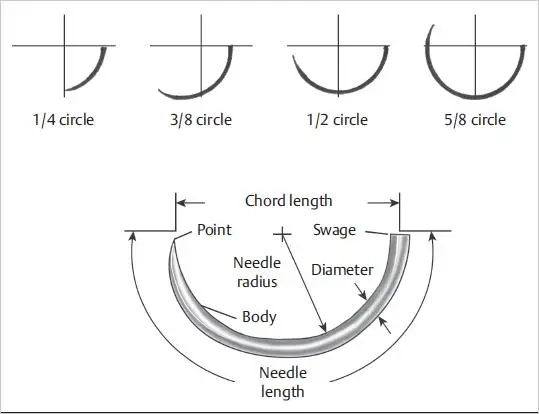 1/4 circle
3/8 circle
1/2 circle
5/8 circle
Chord length
Point
Swage
Needle
radius
Diameter
Body
Needle
length